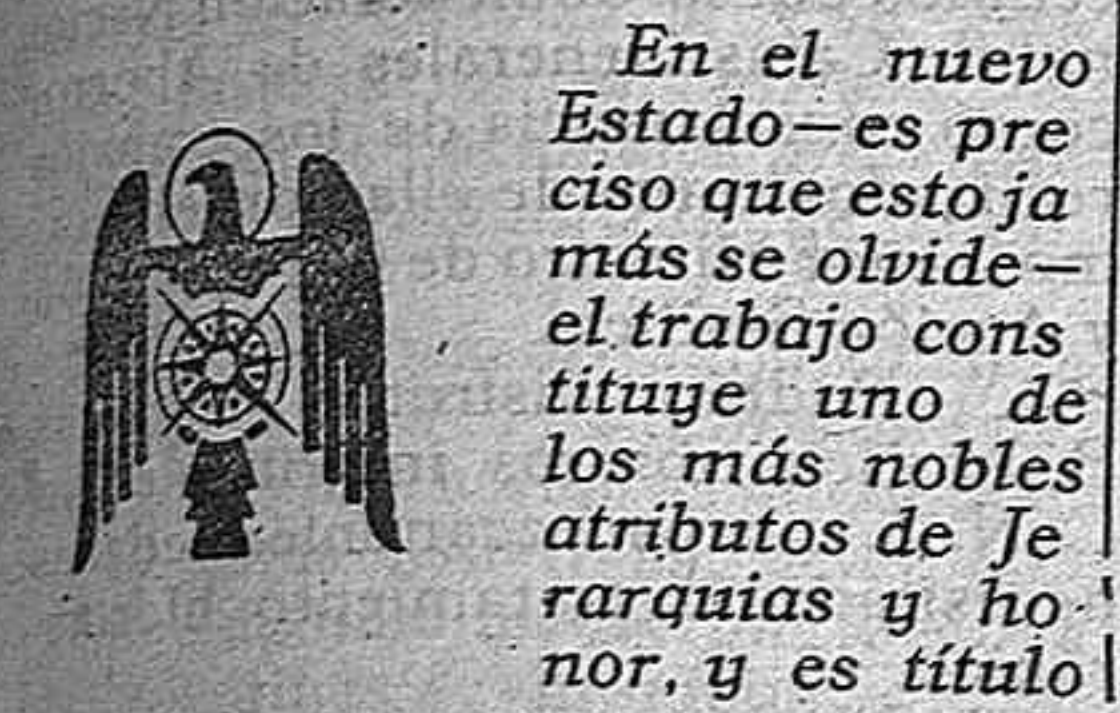 En el nuevo
Estado—es pre
ciso que esto ja
más se olvide—
el trabajo cons
tituye uno de
los más nobles
atributos de Je
rarquias y ho
nor, y es título